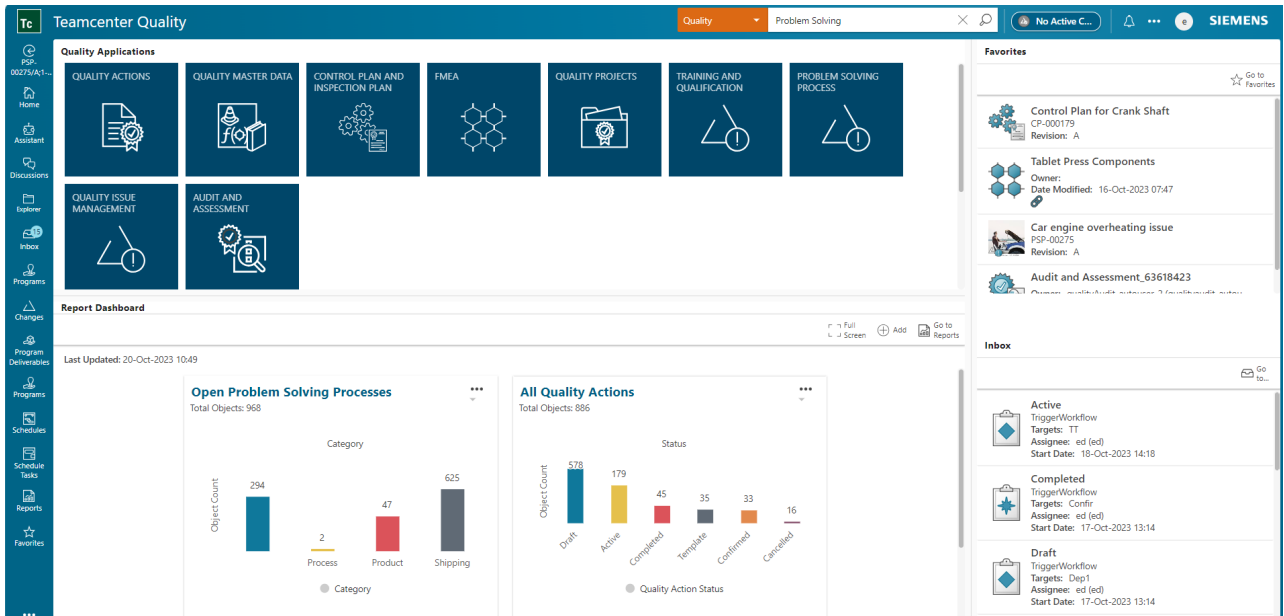 Tc
Teamcenter Quality
Quality
Problem Solving
No Active C...
e
SIEMENS
PSP-
00275/A;1-...
Home
Assistant
Discussions
Explorer
15
Inbox
Programs
Changes
Program
Deliverables
Programs
Schedules
Schedule
Tasks
Reports
Favorites
Quality Applications
QUALITY ACTIONS
QUALITY MASTER DATA
CONTROL PLAN AND
INSPECTION PLAN
FMEA
QUALITY PROJECTS
TRAINING AND
QUALIFICATION
PROBLEM SOLVING
PROCESS
QUALITY ISSUE
MANAGEMENT
AUDIT AND
ASSESSMENT
Report Dashboard
Full
Screen
Add
Go to
Reports
Last Updated: 20-Oct-2023 10:49
Open Problem Solving Processes
Total Objects: 968
Category
Object Count
294
2
47
625
Process
Product
Shipping
Category
All Quality Actions
Total Objects: 886
Status
Object Count
578
179
45
35
33
16
Draft
Active
Completed
Template
Confirmed
Cancelled
Quality Action Status
Favorites
Go to
Favorites
Control Plan for Crank Shaft
CP-000179
Revision: A
Tablet Press Components
Owner:
Date Modified: 16-Oct-2023 07:47
Car engine overheating issue
PSP-00275
Revision: A
Audit and Assessment_63618423
Inbox
Go
to...
Active
TriggerWorkflow
Targets: TT
Assignee: ed (ed)
Start Date: 18-Oct-2023 14:18
Completed
TriggerWorkflow
Targets: Confir
Assignee: ed (ed)
Start Date: 17-Oct-2023 13:14
Draft
TriggerWorkflow
Targets: Dep1
Assignee: ed (ed)
Start Date: 17-Oct-2023 13:14